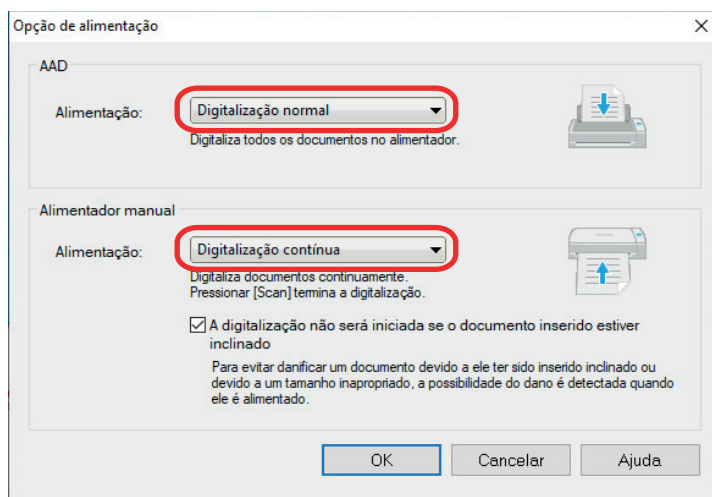 Opção de alimentação
AAD
Alimentação:
Digitalização normal
Digitaliza todos os documentos no alimentador.
Alimentador manual
Alimentação:
Digitalização contínua
Digitaliza documentos continuamente.
Pressionar [Scan] termina a digitalização.
A digitalização não será iniciada se o documento inserido estiver
inclinado
Para evitar danificar um documento devido a ele ter sido inserido inclinado ou
devido a um tamanho inapropriado, a possibilidade do dano é detectada quando
ele é alimentado.
OK
Cancelar
Ajuda